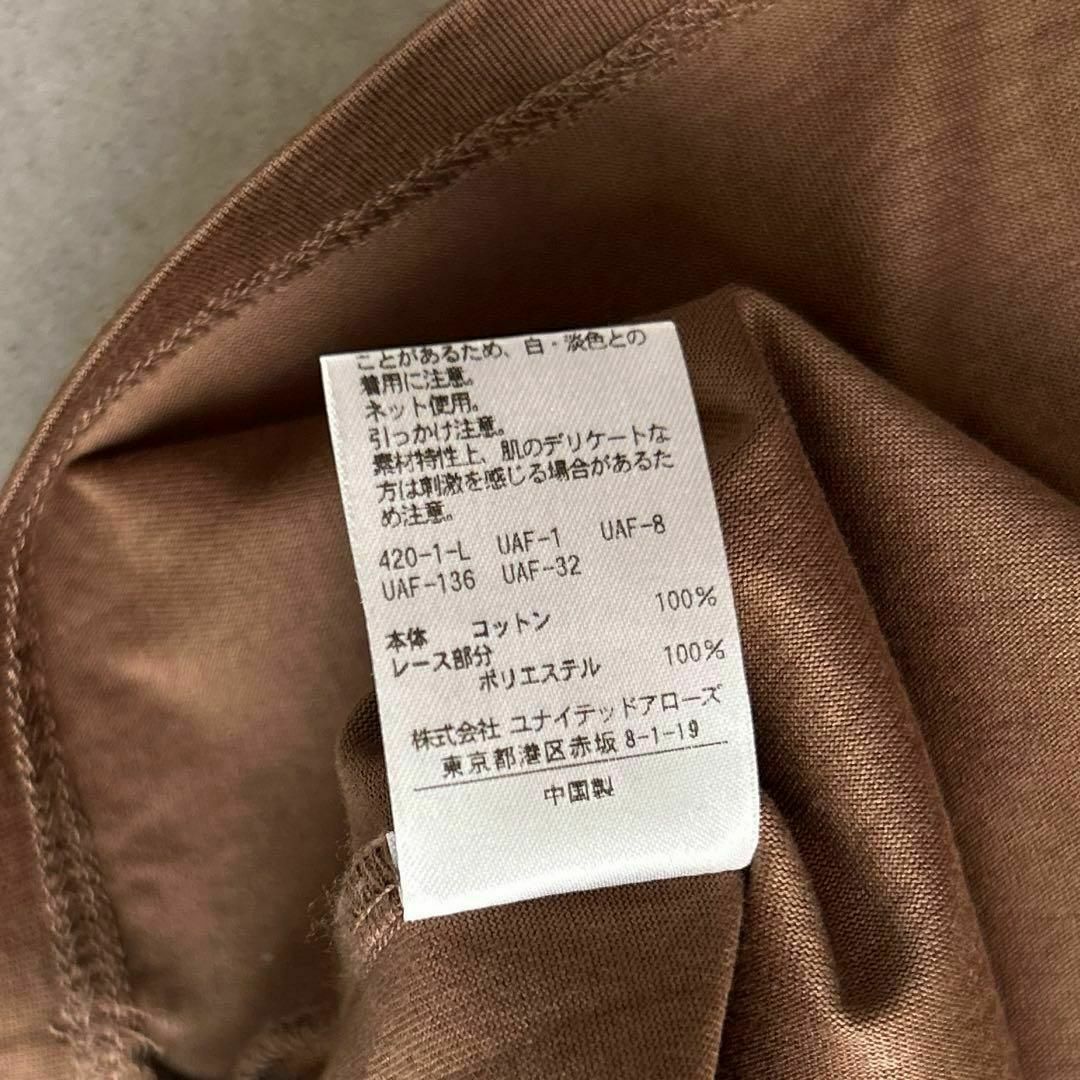 ことがあるため、白・淡色との
着用に注意。
ネット使用。
引っかけ注意。
素材特性上、肌のデリケートな
方は刺激を感じる場合があるた
め注意。
420-1-L UAF-1 UAF-8
UAF-136 UAF-32
本体 コットン 100%
レース部分
ポリエステル 100%
株式会社 ユナイテッドアローズ
東京都港区赤坂 8-1-19
中国製